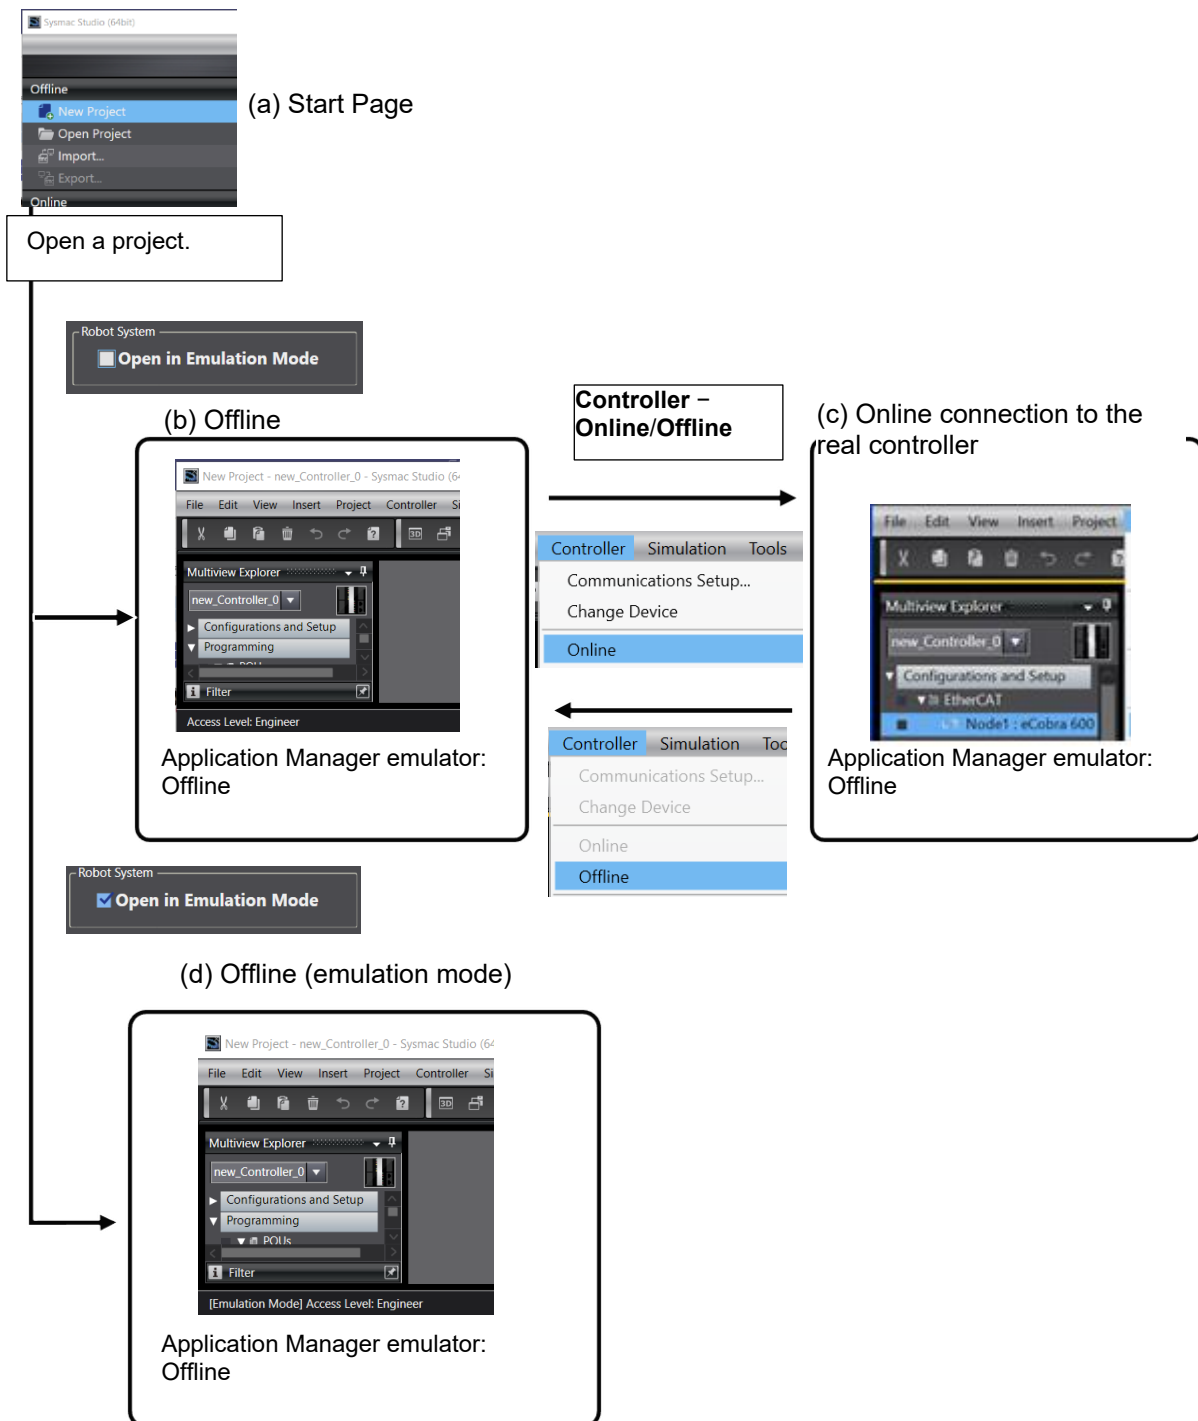 Sysmac Studio (64bit)
Offline
New Project
Open Project
Import...
Export...
Online
(a) Start Page
Open a project.
Robot System
Open in Emulation Mode
(b) Offline
New Project - new_Controller_0 - Sysmac Studio (64
File Edit View Insert Project Controller Si
3D
Multiview Explorer
new_Controller_0
Configurations and Setup
Programming
Filter
Access Level: Engineer
Application Manager emulator:
Offline
Controller –
Online/Offline
Controller Simulation Tools
Communications Setup...
Change Device
Online
Controller Simulation Too
Communications Setup...
Change Device
Online
Offline
(c) Online connection to the
real controller
File Edit View Insert Project
Multiview Explorer
new_Controller_0
Configurations and Setup
EtherCAT
Node1 : eCobra 600
Application Manager emulator:
Offline
Robot System
Open in Emulation Mode
(d) Offline (emulation mode)
New Project - new_Controller_0 - Sysmac Studio (64
File Edit View Insert Project Controller Si
3D
Multiview Explorer
new_Controller_0
Configurations and Setup
Programming
POUs
Filter
[Emulation Mode] Access Level: Engineer
Application Manager emulator:
Offline